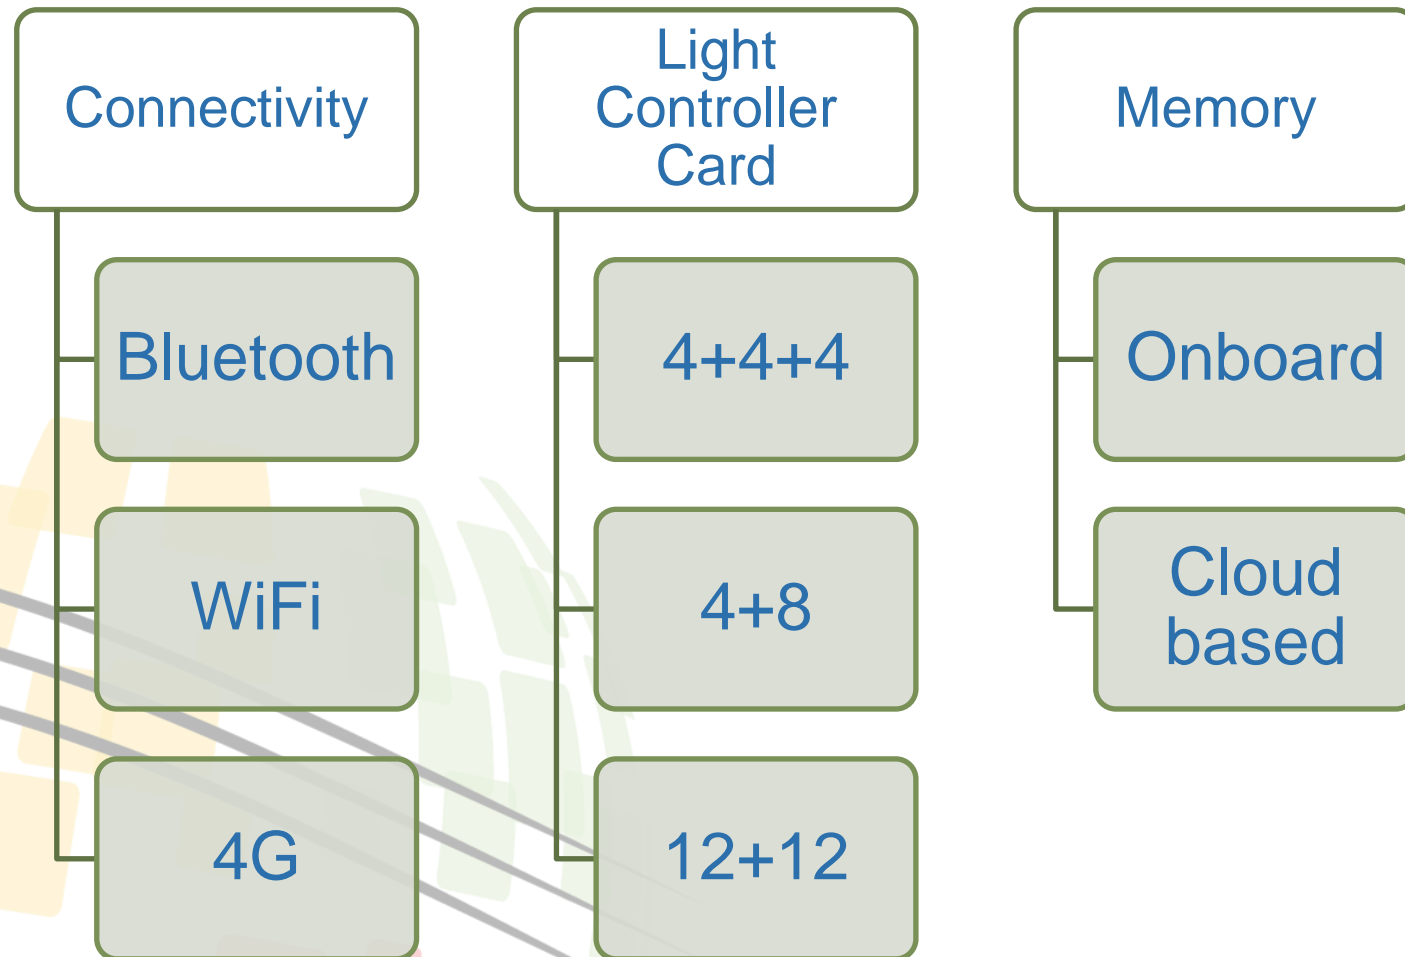 Connectivity
Bluetooth
WiFi
4G
Light
Controller
Card
4+4+4
4+8
12+12
Memory
Onboard
Cloud
based